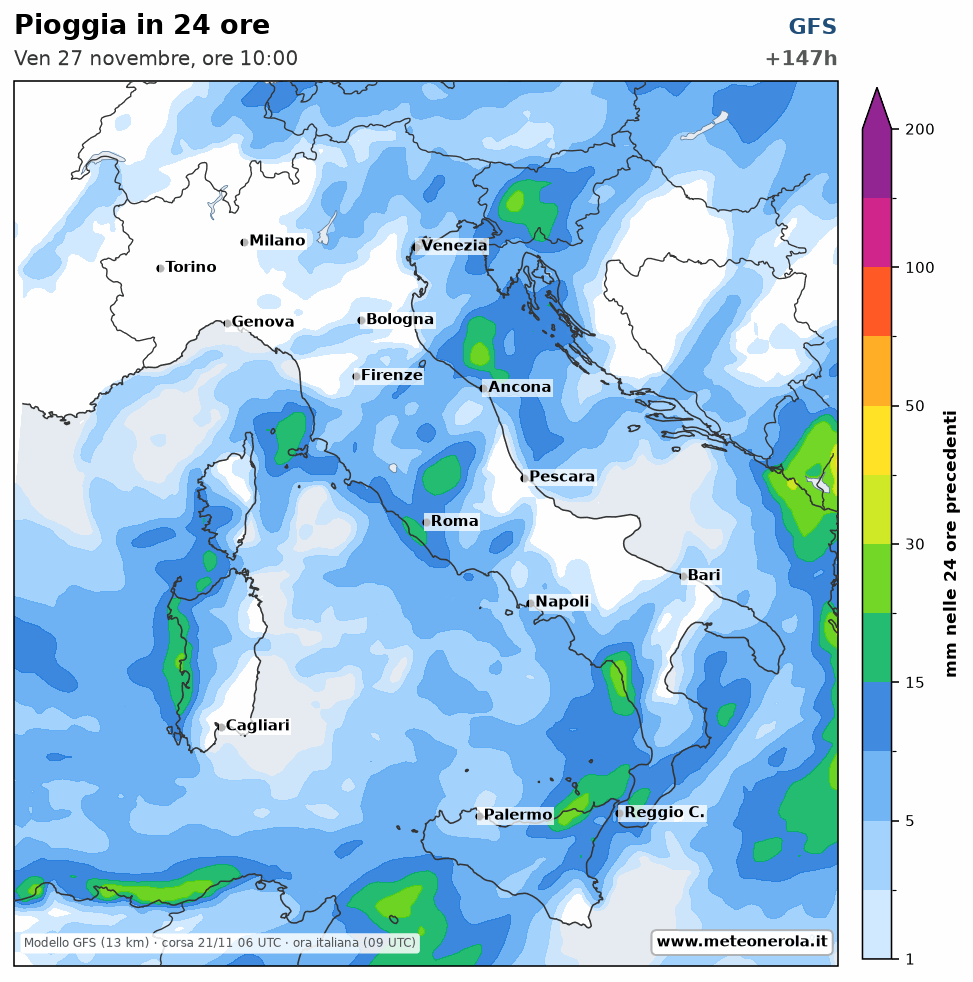 Pioggia in 24 ore
GFS
Ven 27 novembre, ore 10:00
+147h
Milano
Venezia
Torino
Genova
Bologna
Firenze
Ancona
Pescara
Roma
Bari
Napoli
Cagliari
Palermo
Reggio C.
200
100
50
30
15
5
1
mm nelle 24 ore precedenti
Modello GFS (13 km) · corsa 21/11 06 UTC · ora italiana (09 UTC)
www.meteonerola.it